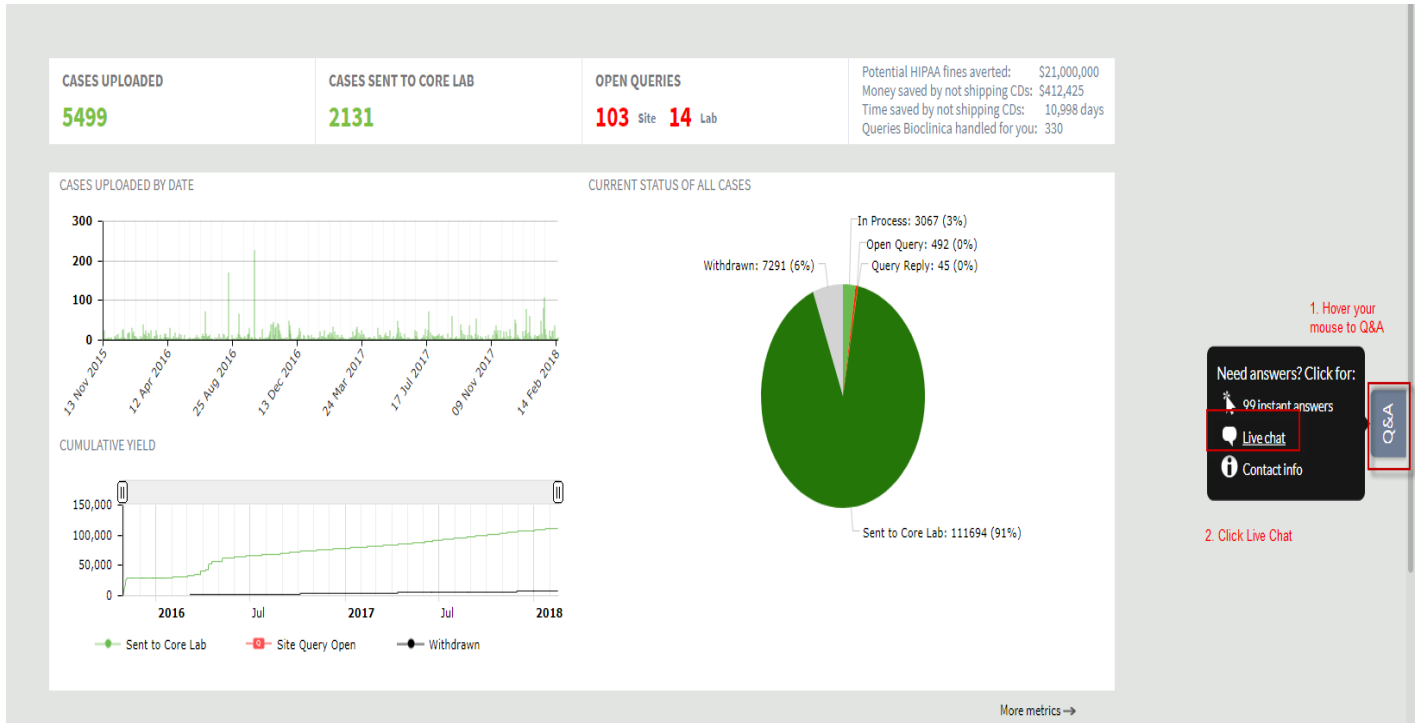 CASES UPLOADED
5499
CASES SENT TO CORE LAB
2131
OPEN QUERIES
103 Site 14 Lab
Potential HIPAA fines averted: $21,000,000
Money saved by not shipping CDs: $412,425
Time saved by not shipping CDs: 10,998 days
Queries Bioclinica handled for you: 330
CASES UPLOADED BY DATE
300
200
100
0
13 Nov 2015
12 Apr 2016
25 Aug 2016
13 Dec 2016
24 Mar 2017
17 Jul 2017
09 Nov 2017
14 Feb 2018
CURRENT STATUS OF ALL CASES
In Process: 3067 (3%)
Open Query: 492 (0%)
Query Reply: 45 (0%)
Withdrawn: 7291 (6%)
Sent to Core Lab: 111694 (91%)
CUMULATIVE YIELD
150,000
100,000
50,000
0
2016
Jul
2017
Jul
2018
Sent to Core Lab
Q Site Query Open
Withdrawn
1. Hover your
mouse to Q&A
Need answers? Click for:
99 instant answers
Live chat
Contact info
Q&A
2. Click Live Chat
More metrics →